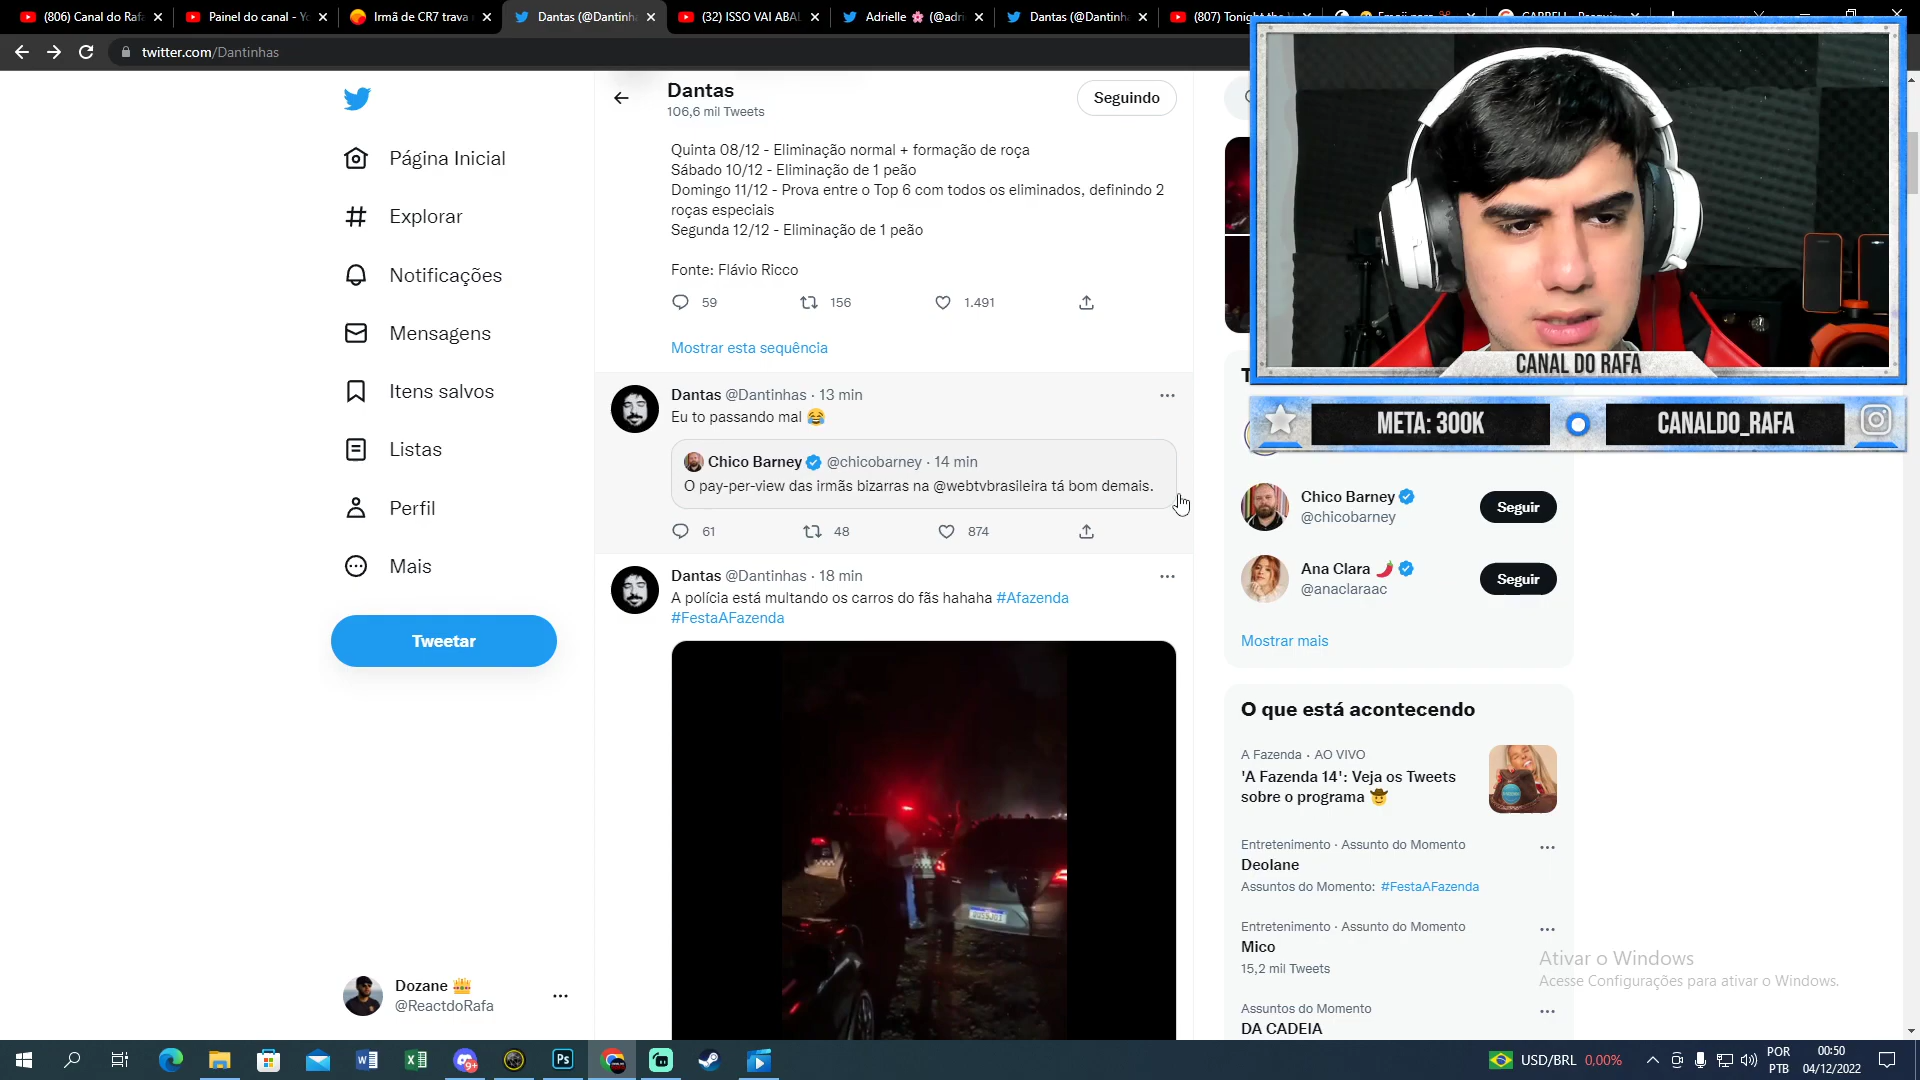 (806) Canal do Rafa
Painel do canal - Yo
Irmã de CR7 trava
Dantas (@Dantinh
(32) ISSO VAI ABAL
Adrielle 🌸 (@adri
Dantas (@Dantinh
(807) Tonight the
twitter.com/Dantinhas
Página Inicial
Explorar
Notificações
Mensagens
Itens salvos
Listas
Perfil
Mais
Tweetar
Dozane 👑
@ReactdoRafa
Dantas
106,6 mil Tweets
Seguindo
Quinta 08/12 - Eliminação normal + formação de roça
Sábado 10/12 - Eliminação de 1 peão
Domingo 11/12 - Prova entre o Top 6 com todos os eliminados, definindo 2
roças especiais
Segunda 12/12 - Eliminação de 1 peão
Fonte: Flávio Ricco
59 156 1.491
Mostrar esta sequência
Dantas @Dantinhas · 13 min
Eu to passando mal 😂
Chico Barney @chicobarney · 14 min
O pay-per-view das irmãs bizarras na @webtvbrasileira tá bom demais.
61 48 874
Dantas @Dantinhas · 18 min
A polícia está multando os carros do fãs hahaha #Afazenda
#FestaAFazenda
CANAL DO RAFA
META: 300K
CANALDO_RAFA
Chico Barney
@chicobarney
Seguir
Ana Clara 🌶️
@anaclaraac
Seguir
Mostrar mais
O que está acontecendo
A Fazenda · AO VIVO
'A Fazenda 14': Veja os Tweets
sobre o programa 🤠
Entretenimento · Assunto do Momento
Deolane
Assuntos do Momento: #FestaAFazenda
Entretenimento · Assunto do Momento
Mico
15,2 mil Tweets
Assuntos do Momento
DA CADEIA
Ativar o Windows
Acesse Configurações para ativar o Windows.
USD/BRL 0,00%
POR
PTB
00:50
04/12/2022